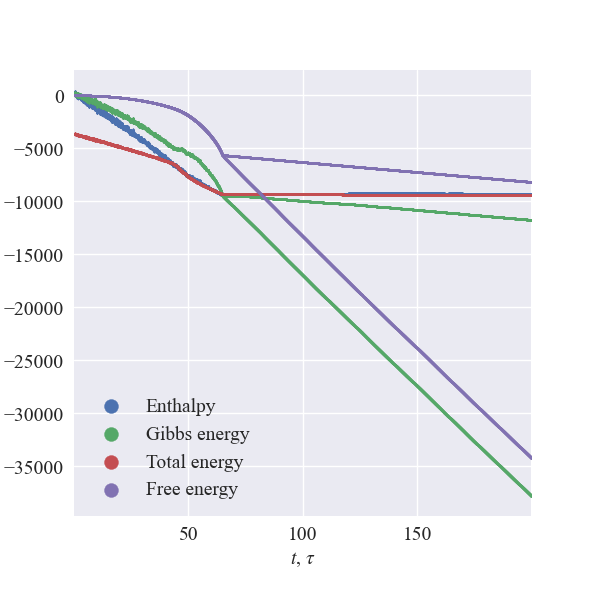 0
−5000
−10000
−15000
−20000
−25000
−30000
−35000
Enthalpy
Gibbs energy
Total energy
Free energy
50 100 150
t, τ